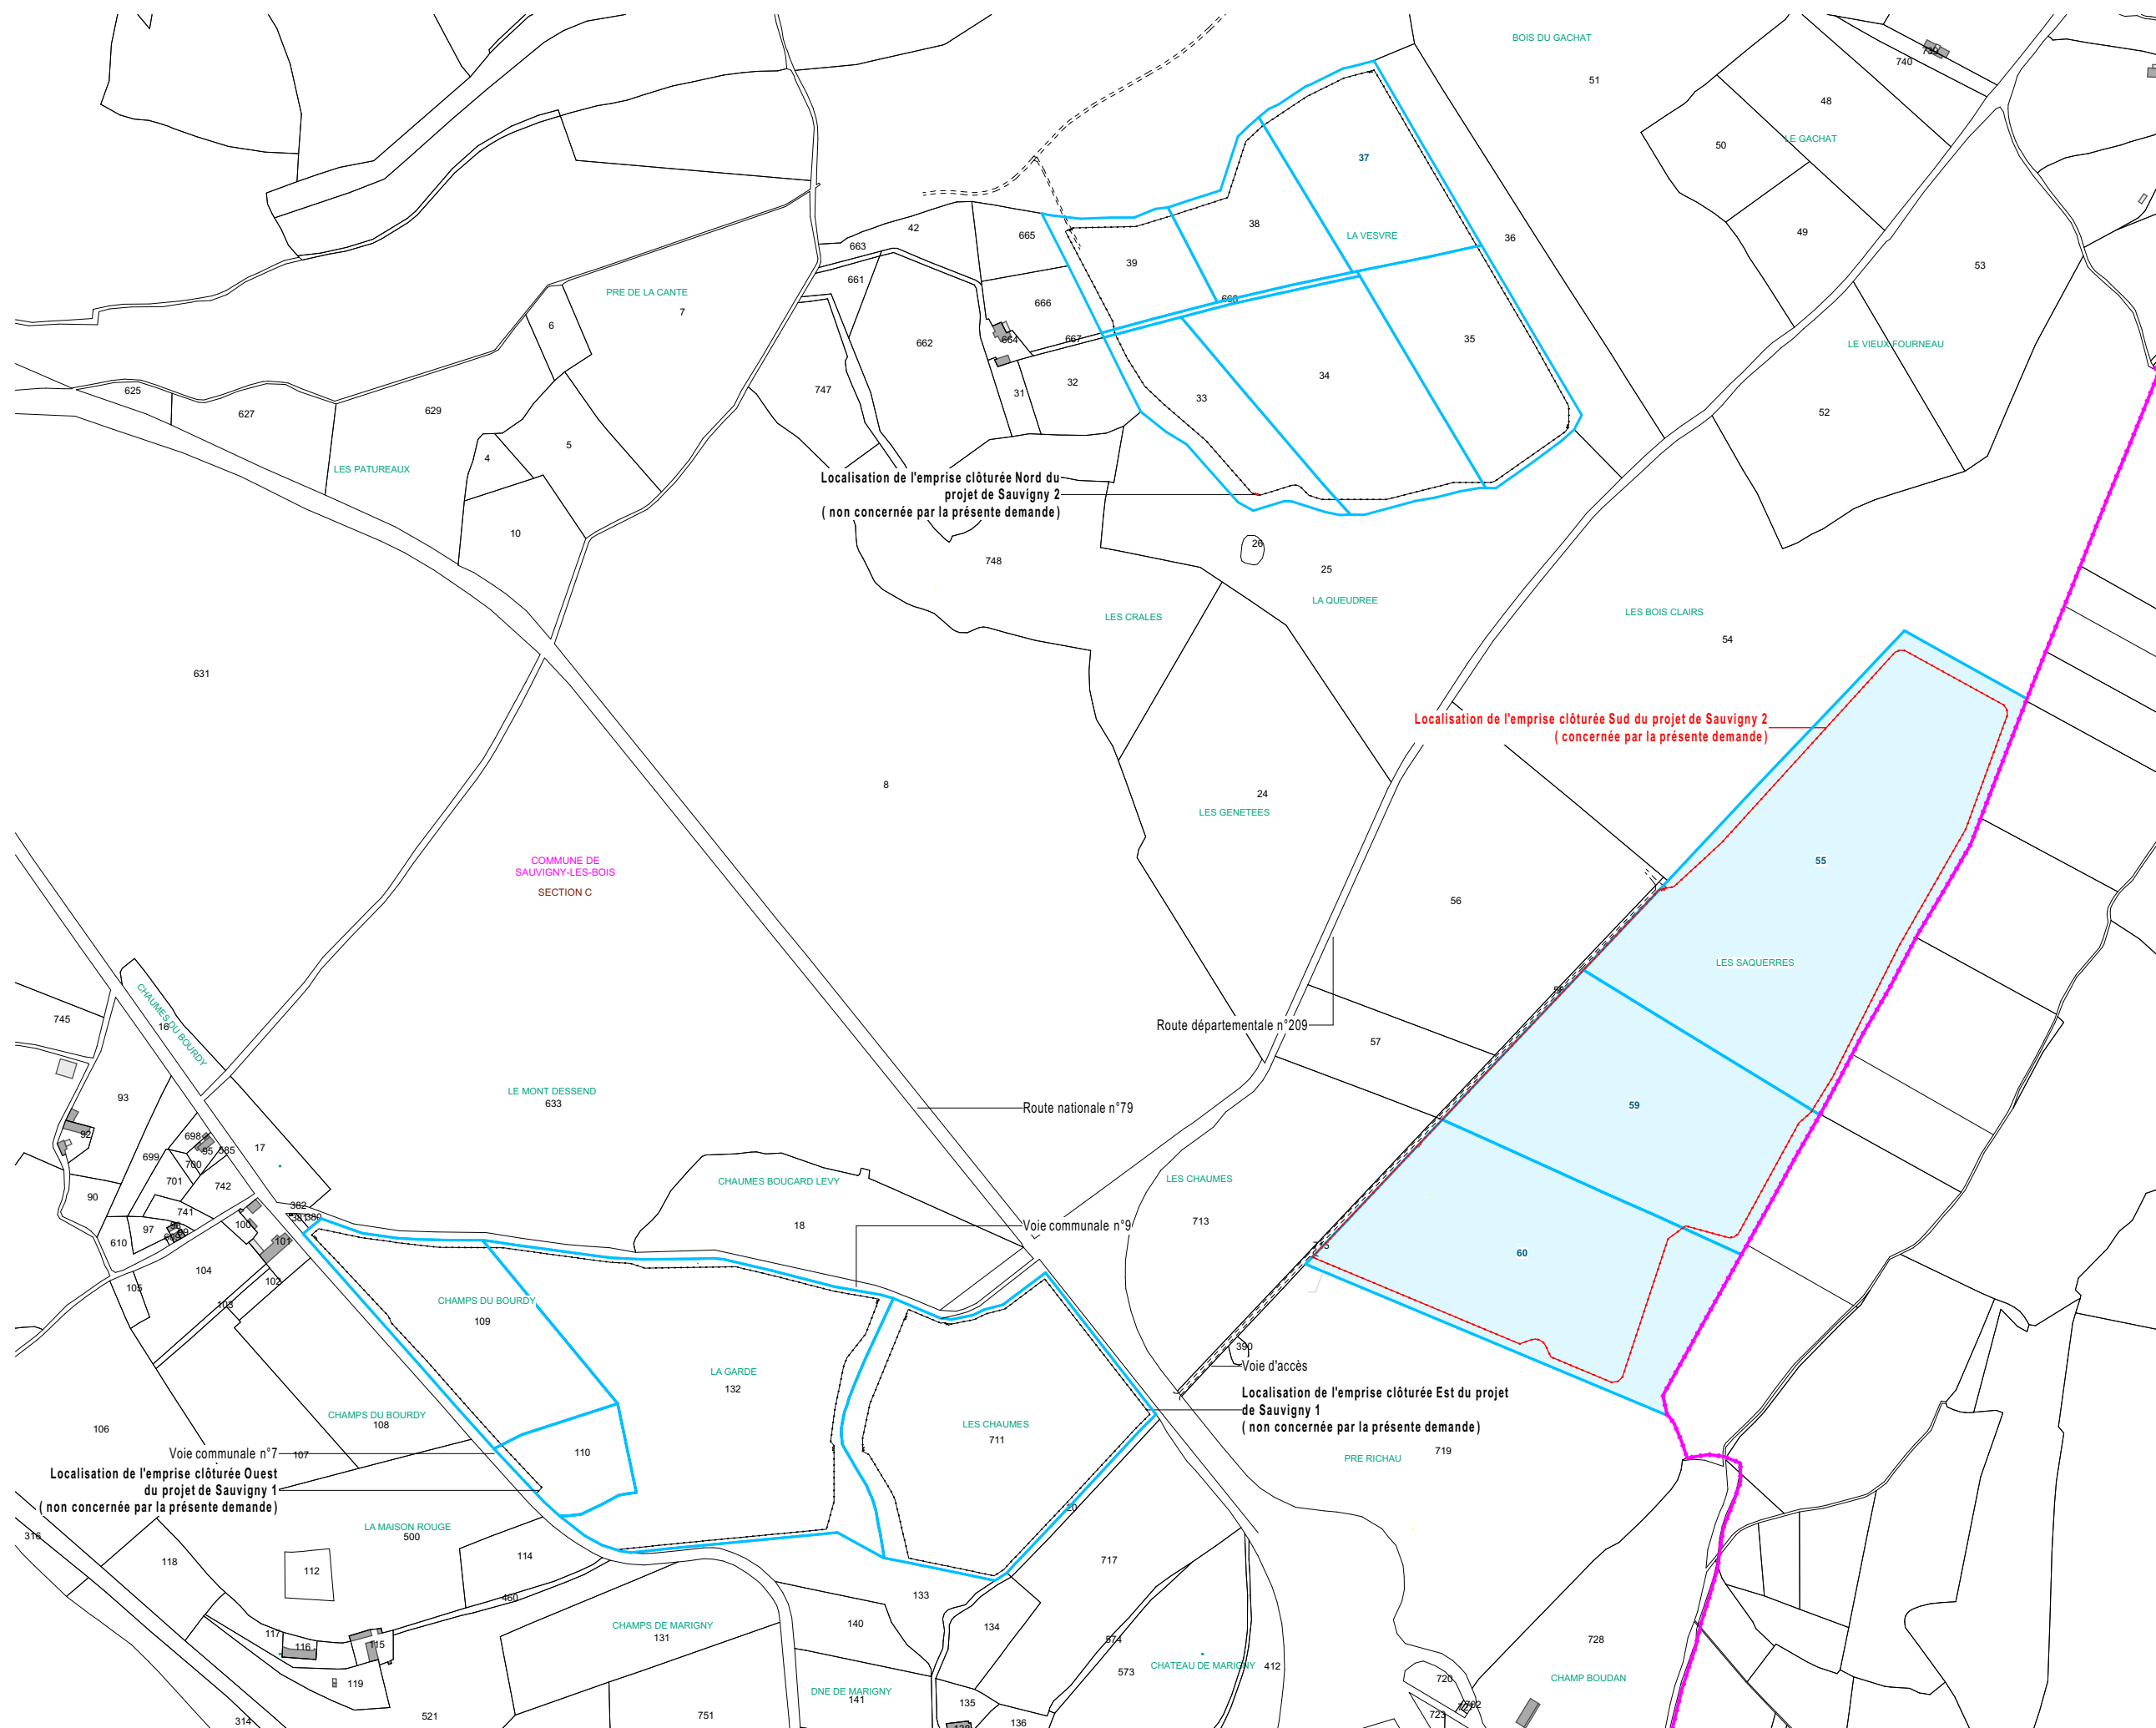 BOIS DU GACHAT
51
739
740
48
LE GACHAT
50
49
53
37
38
LA VESVRE
36
39
42
663
665
661
666
667
664
662
PRE DE LA CANTE
7
6
35
34
33
32
31
LE VIEUX FOURNEAU
52
625
627
629
747
5
4
LES PATUREAUX
10
Localisation de l'emprise clôturée Nord du
projet de Sauvigny 2
( non concernée par la présente demande)
26
25
748
LA QUEUDREE
LES CRALES
LES BOIS CLAIRS
54
631
Localisation de l'emprise clôturée Sud du projet de Sauvigny 2
( concernée par la présente demande)
8
24
LES GENETEES
COMMUNE DE
SAUVIGNY-LES-BOIS
SECTION C
55
56
LES SAQUERRES
CHAUMES DU BOURDY
16
745
Route départementale n°209
57
93
LE MONT DESSEND
633
Route nationale n°79
59
92
698
95
585
17
699
700
701
742
90
CHAUMES BOUCARD LEVY
18
LES CHAUMES
713
Voie communale n°9
382
381
380
741
97
100
610
101
104
102
105
103
715
60
CHAMPS DU BOURDY
109
390
Voie d'accès
LA GARDE
132
Localisation de l'emprise clôturée Est du projet
de Sauvigny 1
( non concernée par la présente demande)
CHAMPS DU BOURDY
108
LES CHAUMES
711
106
110
107
Voie communale n°7
719
PRE RICHAU
Localisation de l'emprise clôturée Ouest
du projet de Sauvigny 1
( non concernée par la présente demande)
20
LA MAISON ROUGE
500
316
118
112
114
717
460
133
140
134
CHAMPS DE MARIGNY
131
117
116
115
119
574
573
CHATEAU DE MARIGNY
412
728
CHAMP BOUDAN
720
DNE DE MARIGNY
141
135
136
723
314
521
751